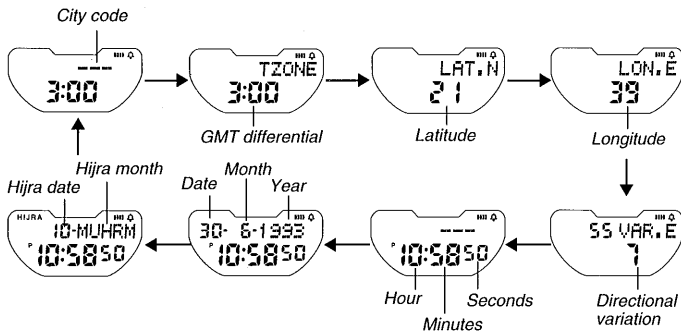 City code
---
3:00
TZONE
3:00
GMT differential
LAT.N
21
Latitude
LON.E
39
Longitude
Hijra date
Hijra month
HIJRA
10-MUHRM
P 10:58 50
Date
Month
Year
30- 6-1993
P 10:58 50
---
P 10:58 50
Hour
Minutes
Seconds
55 VAR.E
7
Directional
variation